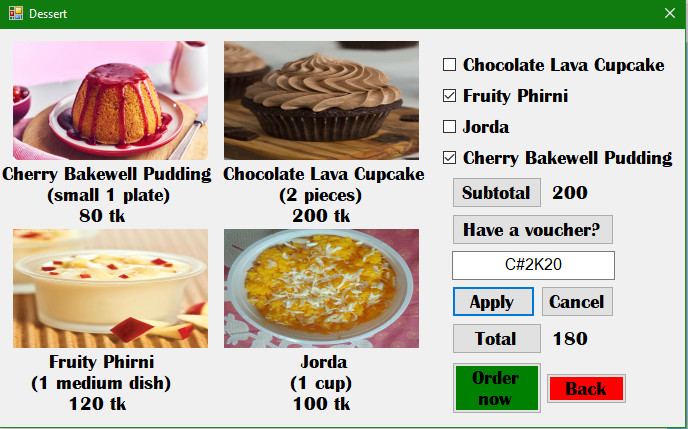 Dessert
Cherry Bakewell Pudding
(small 1 plate)
80 tk
Chocolate Lava Cupcake
(2 pieces)
200 tk
Fruity Phirni
(1 medium dish)
120 tk
Jorda
(1 cup)
100 tk
Chocolate Lava Cupcake
Fruity Phirni
Jorda
Cherry Bakewell Pudding
Subtotal 200
Have a voucher?
C#2K20
Apply Cancel
Total 180
Order
now
Back